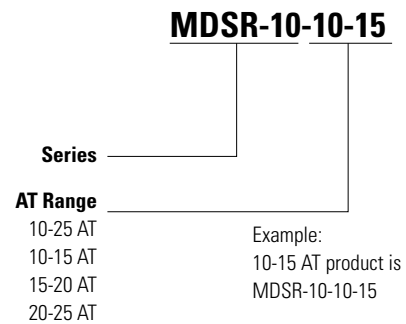 MDSR-10-10-15
Series
AT Range
10-25 AT
10-15 AT
15-20 AT
20-25 AT
Example:
10-15 AT product is
MDSR-10-10-15